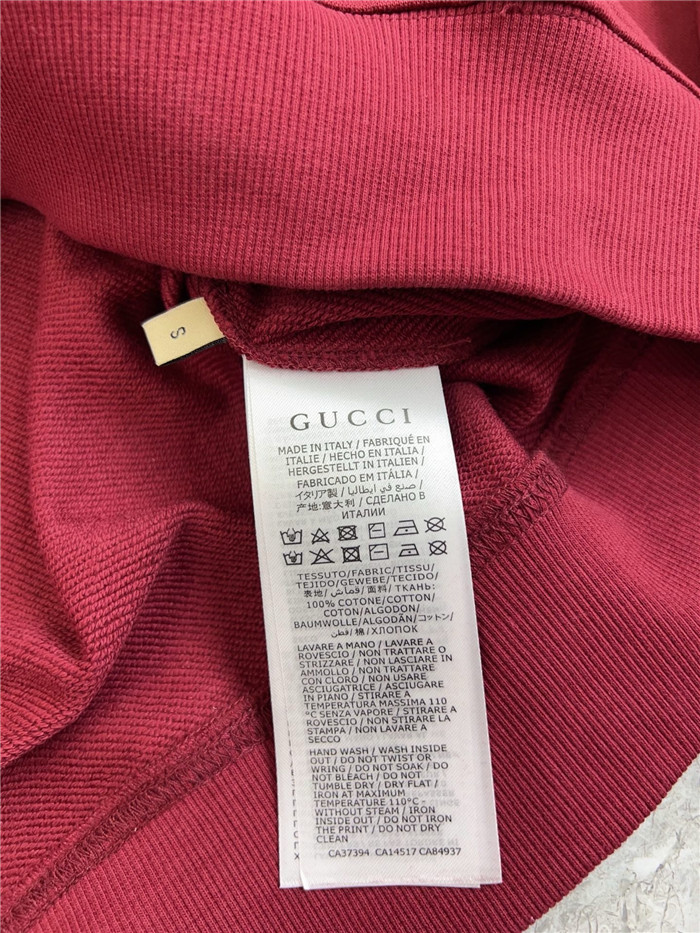 S
GUCCI
MADE IN ITALY / FABRIQUÉ EN
ITALIE / HECHO EN ITALIA /
HERGESTELLT IN ITALIEN /
FABRICADO EM ITÁLIA /
イタリア製 / صنع في ايطاليا /
产地:意大利 / СДЕЛАНО В
ИТАЛИИ
TESSUTO/FABRIC/TISSU/
TEJIDO/GEWEBE/TECIDO/
表地/قماش/面料/ ТКАНЬ:
100% COTONE/COTTON/
COTON/ALGODON/
BAUMWOLLE/ALGODÃO/コットン/
قطن/棉/ХЛОПОК
LAVARE A MANO / LAVARE A
ROVESCIO / NON TRATTARE O
STRIZZARE / NON LASCIARE IN
AMMOLLO / NON TRATTARE
CON CLORO / NON USARE
ASCIUGATRICE / ASCIUGARE
IN PIANO / STIRARE A
TEMPERATURA MASSIMA 110
°C SENZA VAPORE / STIRARE A
ROVESCIO / NON STIRARE LA
STAMPA / NON LAVARE A
SECCO
HAND WASH / WASH INSIDE
OUT / DO NOT TWIST OR
WRING / DO NOT SOAK / DO
NOT BLEACH / DO NOT
TUMBLE DRY / DRY FLAT /
IRON AT MAXIMUM
TEMPERATURE 110°C -
WITHOUT STEAM / IRON
INSIDE OUT / DO NOT IRON
THE PRINT / DO NOT DRY
CLEAN
CA37394 CA14517 CA84937